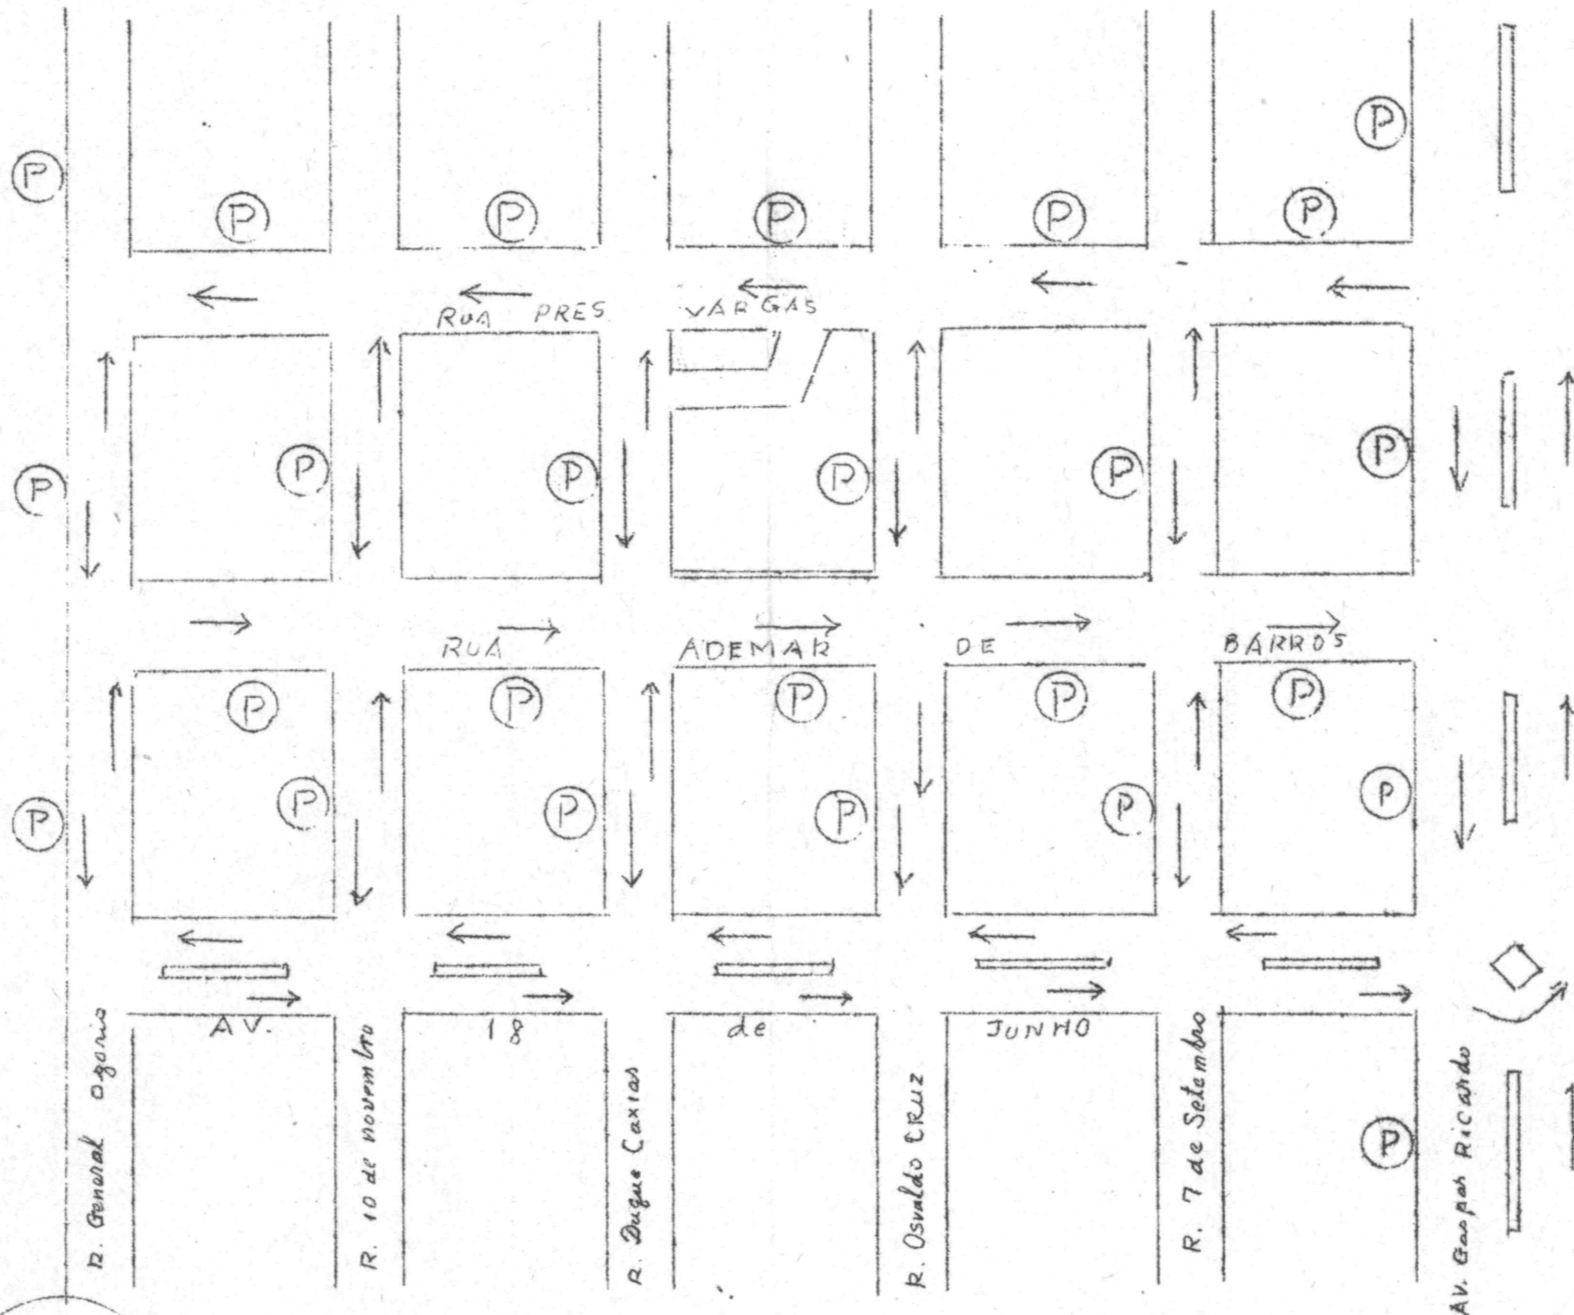 P
P P P P P P
RUA PRES VARGAS
P P P P P P
RUA ADEMAR DE BARROS
P P P P P
P P P P P P
AV. 18 de JUNHO
P
R. General Ozorio
R. 10 de novembro
R. Duque Caxias
R. Osvaldo CRUZ
R. 7 de Setembro
AV. Gaspar Ricardo